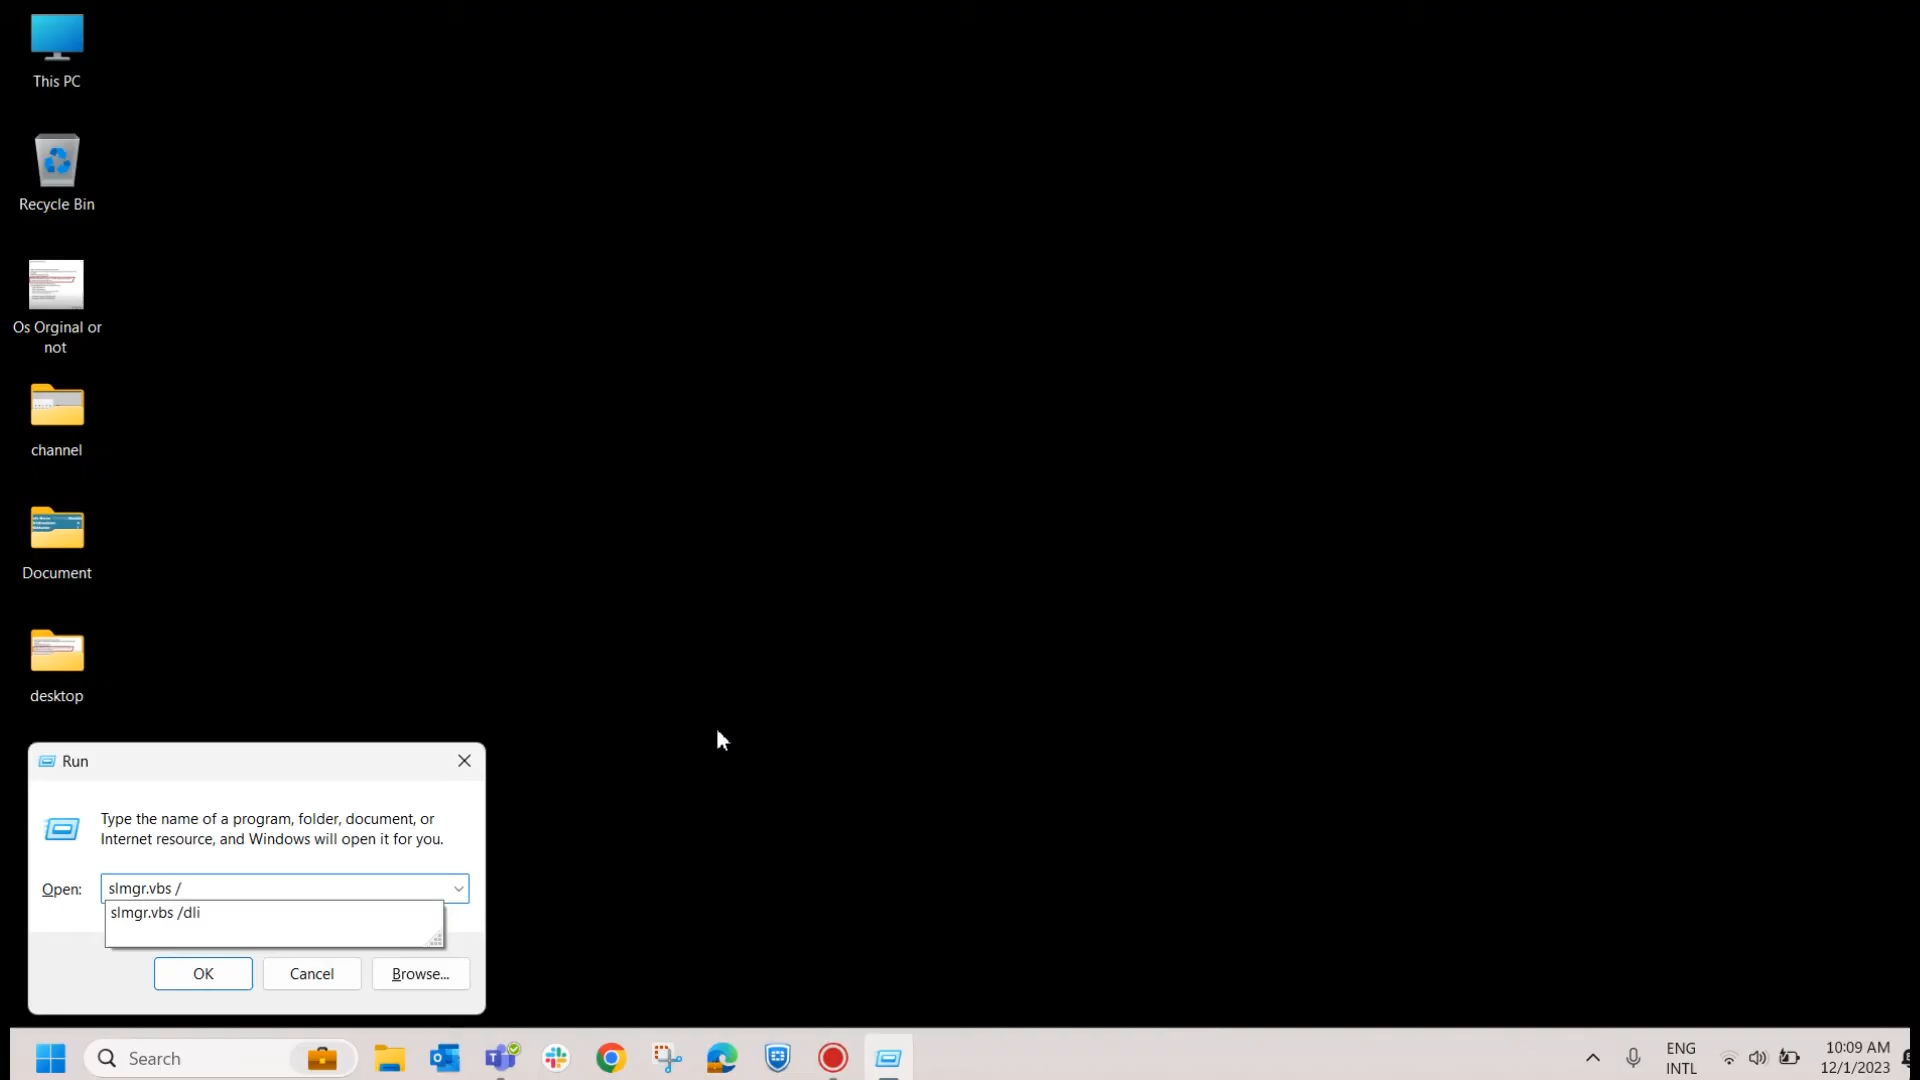 This PC
Recycle Bin
Os Orginal or
not
channel
Document
desktop
Run
Type the name of a program, folder, document, or
Internet resource, and Windows will open it for you.
Open:
slmgr.vbs /
slmgr.vbs /dli
OK
Cancel
Browse...
Search
ENG
INTL
10:09 AM
12/1/2023